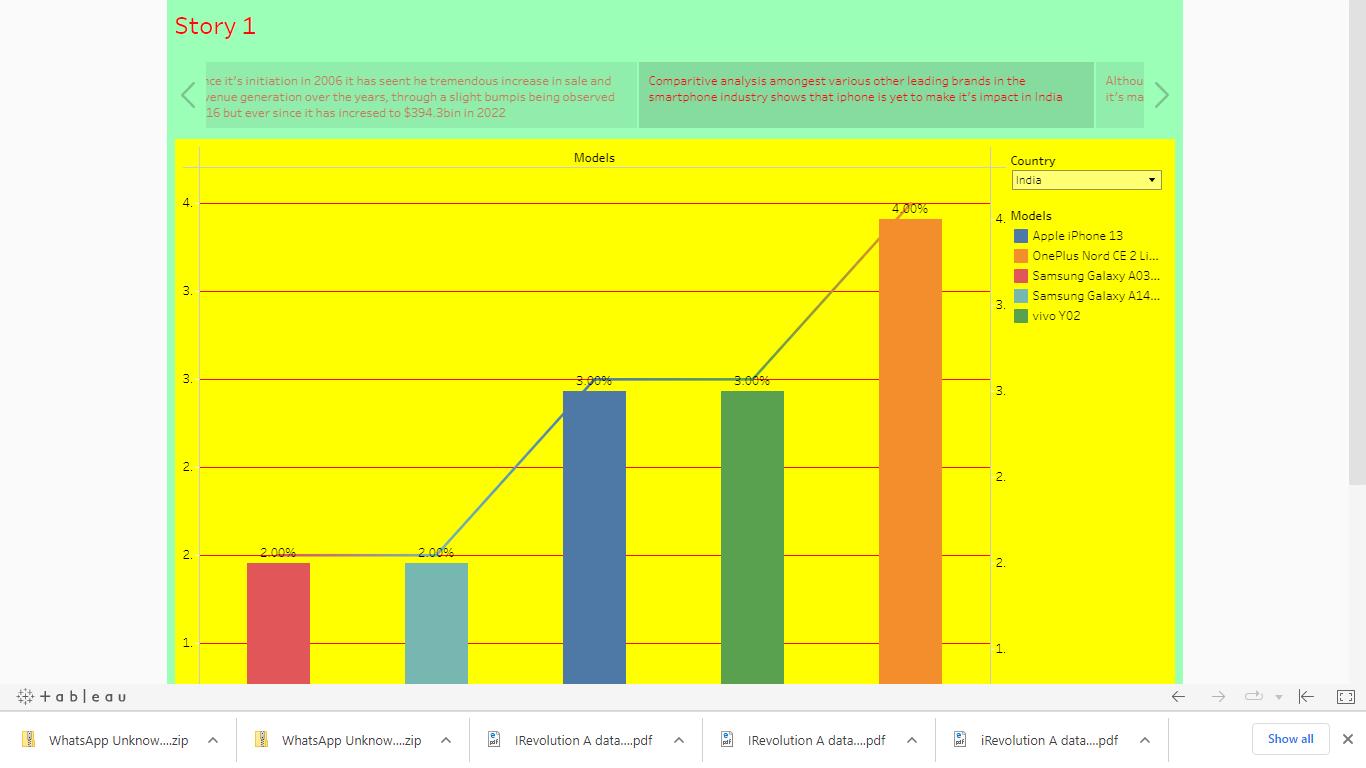 Story 1
nce it's initiation in 2006 it has seent he tremendous increase in sale and
venue generation over the years, through a slight bumpis being observed
16 but ever since it has incresed to $394.3bin in 2022
Comparitive analysis amongest various other leading brands in the
smartphone industry shows that iphone is yet to make it's impact in India
Althou
it's ma
Models
4.
3.
3.
2.
2.
1.
2.00%
2.00%
3.00%
3.00%
4.00%
4.
3.
3.
2.
2.
1.
Country
India
Models
Apple iPhone 13
OnePlus Nord CE 2 Li...
Samsung Galaxy A03...
Samsung Galaxy A14...
vivo Y02
+ableau
WhatsApp Unknow....zip
WhatsApp Unknow....zip
IRevolution A data....pdf
IRevolution A data....pdf
iRevolution A data....pdf
Show all